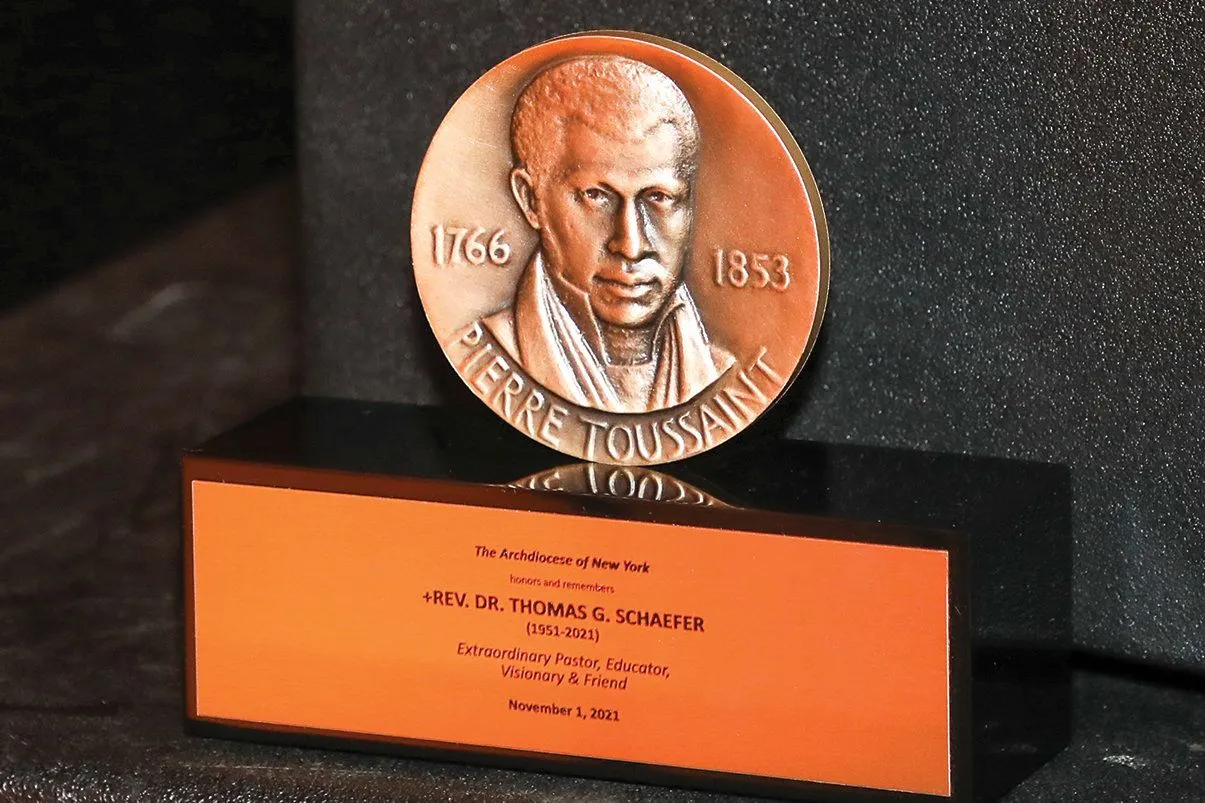 1766
1853
PIERRE TOUSSAINT
The Archdiocese of New York
honors and remembers
+REV. DR. THOMAS G. SCHAEFER
(1951-2021)
Extraordinary Pastor, Educator,
Visionary & Friend
November 1, 2021